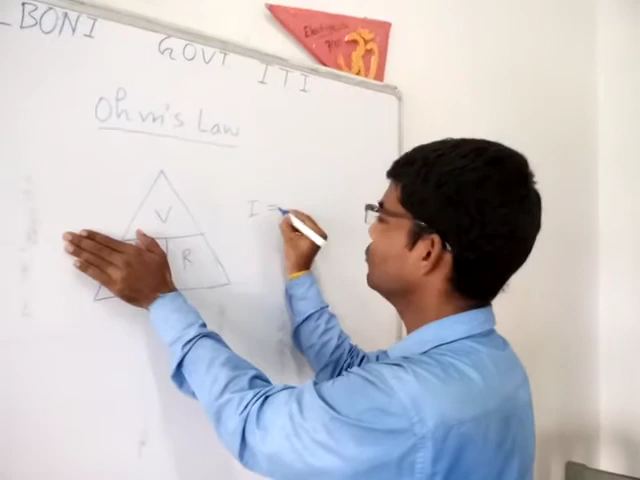 BONI GOVT ITI
Ohm's Law
V
I =
R